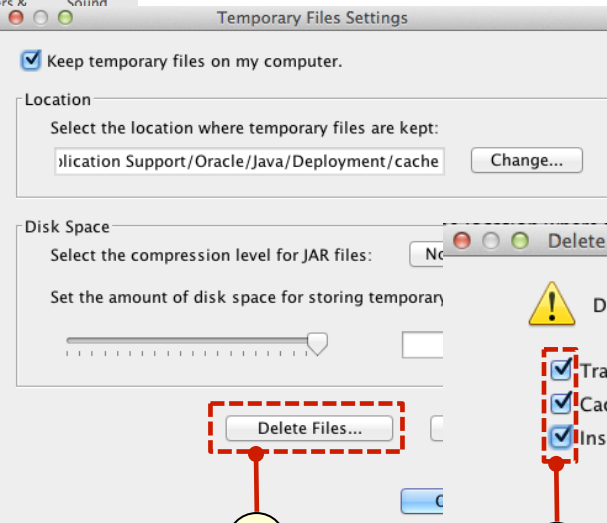 Sound
Temporary Files Settings
Keep temporary files on my computer.
Location
Select the location where temporary files are kept:
plication Support/Oracle/Java/Deployment/cache
Change...
Disk Space
Select the compression level for JAR files:
Set the amount of disk space for storing temporary
Delete Files...
Delete